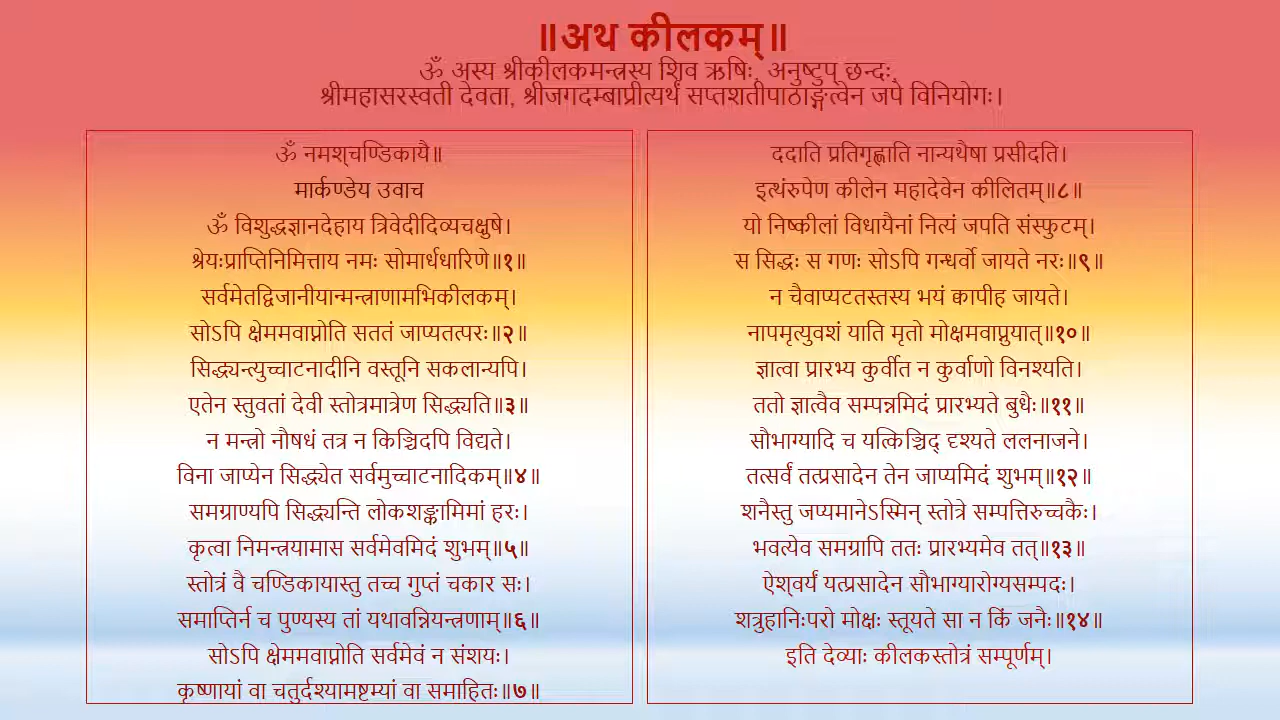 ॥अथ कीलकम्॥
ॐ अस्य श्रीकीलकमन्त्रस्य शिव ऋषिः, अनुष्टुप् छन्दः,
श्रीमहासरस्वती देवता, श्रीजगदम्बाप्रीत्यर्थं सप्तशतीपाठाङ्गत्वेन जपे विनियोगः।
ॐ नमश्चण्डिकायै॥
मार्कण्डेय उवाच
ॐ विशुद्धज्ञानदेहाय त्रिवेदीदिव्यचक्षुषे।
श्रेयःप्राप्तिनिमित्ताय नमः सोमार्धधारिणे॥१॥
सर्वमेतद्विजानीयान्मन्त्राणामभिकीलकम्।
सोऽपि क्षेममवाप्नोति सततं जाप्यतत्परः॥२॥
सिद्ध्यन्त्युच्चाटनादीनि वस्तूनि सकलान्यपि।
एतेन स्तुवतां देवी स्तोत्रमात्रेण सिद्ध्यति॥३॥
न मन्त्रो नौषधं तत्र न किञ्चिदपि विद्यते।
विना जाप्येन सिद्ध्येत सर्वमुच्चाटनादिकम्॥४॥
समग्राण्यपि सिद्ध्यन्ति लोकशङ्कामिमां हरः।
कृत्वा निमन्त्रयामास सर्वमेवमिदं शुभम्॥५॥
स्तोत्रं वै चण्डिकायास्तु तच्च गुप्तं चकार सः।
समाप्तिर्न च पुण्यस्य तां यथावन्नियन्त्रणाम्॥६॥
सोऽपि क्षेममवाप्नोति सर्वमेवं न संशयः।
कृष्णायां वा चतुर्दश्यामष्टम्यां वा समाहितः॥७॥
ददाति प्रतिगृह्णाति नान्यथैषा प्रसीदति।
इत्थंरुपेण कीलेन महादेवेन कीलितम्॥८॥
यो निष्कीलां विधायैनां नित्यं जपति संस्फुटम्।
स सिद्धः स गणः सोऽपि गन्धर्वो जायते नरः॥९॥
न चैवाप्यटतस्तस्य भयं क्वापीह जायते।
नापमृत्युवशं याति मृतो मोक्षमवाप्नुयात्॥१०॥
ज्ञात्वा प्रारभ्य कुर्वीत न कुर्वाणो विनश्यति।
ततो ज्ञात्वैव सम्पन्नमिदं प्रारभ्यते बुधैः॥११॥
सौभाग्यादि च यत्किञ्चिद् दृश्यते ललनाजने।
तत्सर्वं तत्प्रसादेन तेन जाप्यमिदं शुभम्॥१२॥
शनैस्तु जप्यमानेऽस्मिन् स्तोत्रे सम्पत्तिरुच्चकैः।
भवत्येव समग्रापि ततः प्रारभ्यमेव तत्॥१३॥
ऐश्वर्यं यत्प्रसादेन सौभाग्यारोग्यसम्पदः।
शत्रुहानिःपरो मोक्षः स्तूयते सा न किं जनैः॥१४॥
इति देव्याः कीलकस्तोत्रं सम्पूर्णम्।